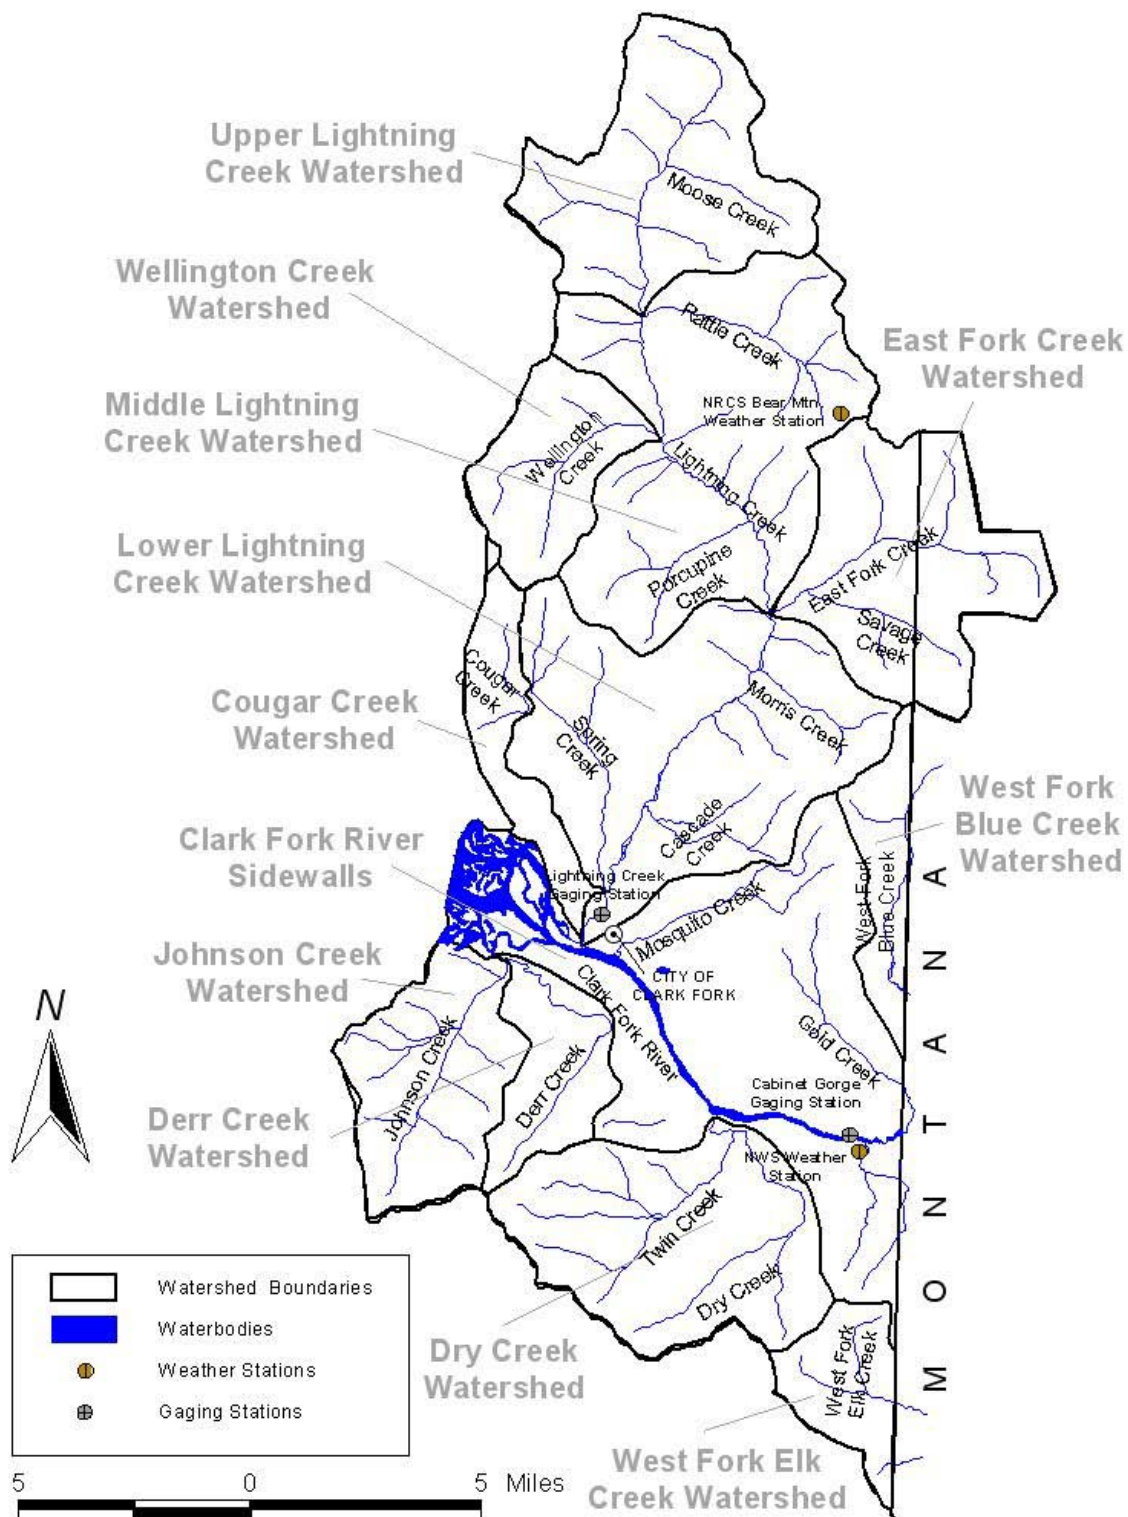 Upper Lightning
Creek Watershed
Moose Creek
Wellington Creek
Watershed
Rattle Creek
East Fork Creek
Watershed
Middle Lightning
Creek Watershed
NRCS Bear Mtn.
Weather Station
Wellington
Creek
Lightning Creek
Lower Lightning
Creek Watershed
Porcupine
Creek
East Fork Creek
Savage
Creek
Cougar
Creek
Cougar Creek
Watershed
Morris Creek
Spring
Creek
West Fork
Blue Creek
Watershed
Cascade
Creek
Clark Fork River
Sidewalls
Lightning Creek
Gaging Station
West Fork
Blue Creek
Mosquito Creek
Johnson Creek
Watershed
CITY OF
CLARK FORK
Clark Fork River
N
Gold Creek
Johnson Creek
Derr Creek
Cabinet Gorge
Gaging Station
Derr Creek
Watershed
NWS Weather
Station
MONTANA
Twin Creek
Dry Creek
Dry Creek
Watershed
West Fork
Elk Creek
West Fork Elk
Creek Watershed
Watershed Boundaries
Waterbodies
Weather Stations
Gaging Stations
5 0 5 Miles